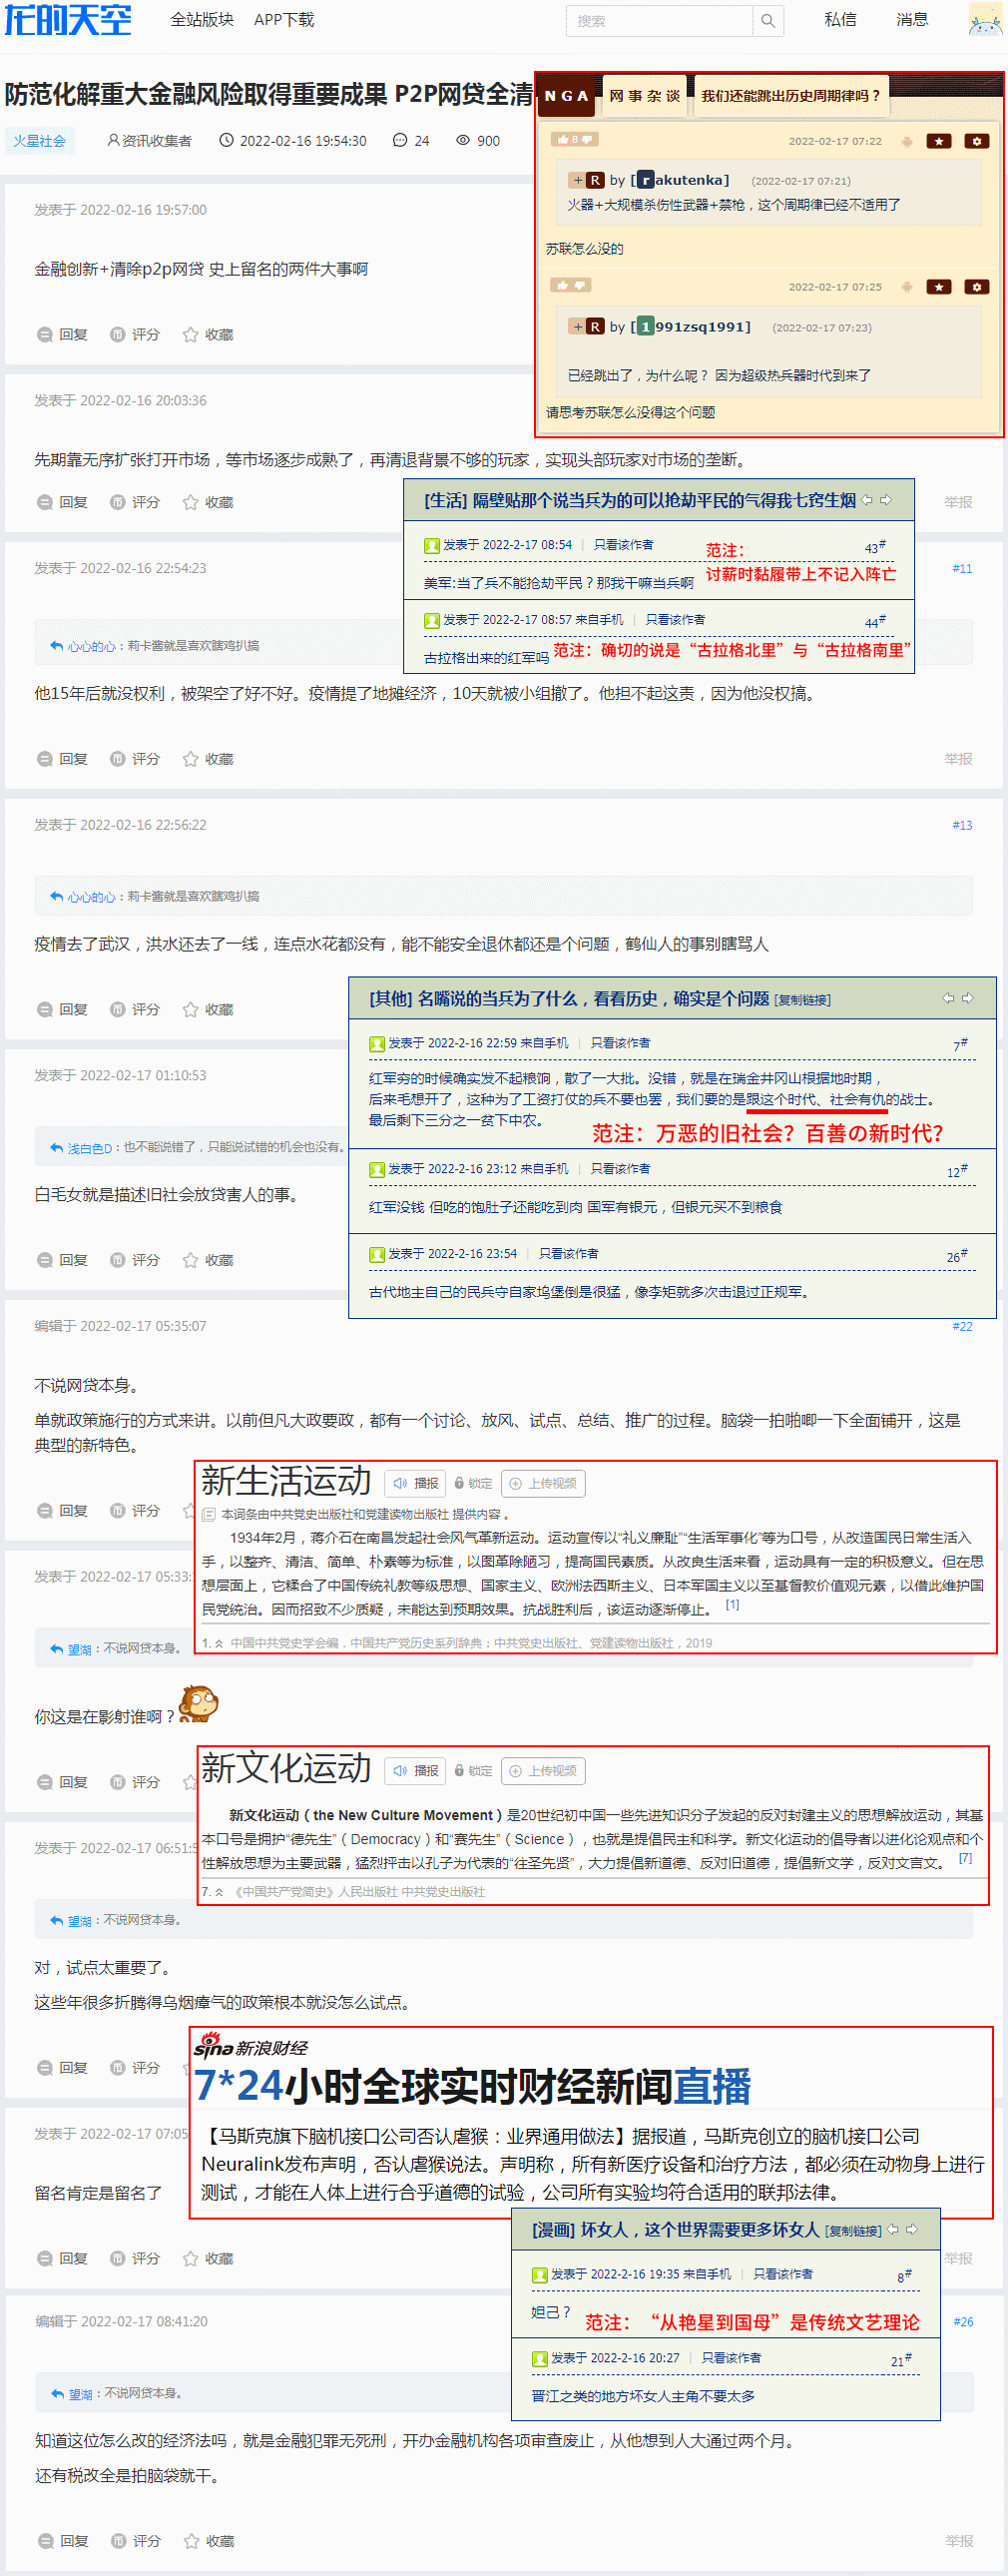 龙的天空 全站版块 APP下载 搜索 私信 消息
防范化解重大金融风险取得重要成果 P2P网贷全清
火星社会 资讯收集者 2022-02-16 19:54:30 24 900
NGA 网事杂谈 我们还能跳出历史周期律吗？
8 2022-02-17 07:22
+ R by [rakutenka] (2022-02-17 07:21)
火器+大规模杀伤性武器+禁枪，这个周期律已经不适用了
苏联怎么没的
2022-02-17 07:25
+ R by [1991zsq1991] (2022-02-17 07:23)
已经跳出了，为什么呢？ 因为超级热兵器时代到来了
请思考苏联怎么没得这个问题
发表于 2022-02-16 19:57:00
金融创新+清除p2p网贷 史上留名的两件大事啊
回复 评分 收藏
发表于 2022-02-16 20:03:36
先期靠无序扩张打开市场，等市场逐步成熟了，再清退背景不够的玩家，实现头部玩家对市场的垄断。
回复 评分 收藏 举报
[生活] 隔壁贴那个说当兵为的可以抢劫平民的气得我七窍生烟
发表于 2022-2-17 08:54 | 只看该作者 43#
范注：
讨薪时黏履带上不记入阵亡
美军:当了兵不能抢劫平民？那我干嘛当兵啊
发表于 2022-2-17 08:57 来自手机 | 只看该作者 44#
古拉格出来的红军吗 范注：确切的说是“古拉格北里”与“古拉格南里”
发表于 2022-02-16 22:54:23 #11
心心的心：莉卡酱就是喜欢瞎鸡扒搞
他15年后就没权利，被架空了好不好。疫情提了地摊经济，10天就被小组撤了。他担不起这责，因为他没权搞。
回复 评分 收藏 举报
发表于 2022-02-16 22:56:22 #13
心心的心：莉卡酱就是喜欢瞎鸡扒搞
疫情去了武汉，洪水还去了一线，连点水花都没有，能不能安全退休都还是个问题，鹤仙人的事别瞎骂人
回复 评分 收藏
[其他] 名嘴说的当兵为了什么，看看历史，确实是个问题 [复制链接]
发表于 2022-2-16 22:59 来自手机 | 只看该作者 7#
红军穷的时候确实发不起粮饷，散了一大批。没错，就是在瑞金井冈山根据地时期，
后来毛想开了，这种为了工资打仗的兵不要也罢，我们要的是跟这个时代、社会有仇的战士。
最后剩下三分之一贫下中农。
范注：万恶的旧社会？百善の新时代？
发表于 2022-2-16 23:12 来自手机 | 只看该作者 12#
红军没钱 但吃的饱肚子还能吃到肉 国军有银元，但银元买不到粮食
发表于 2022-2-16 23:54 | 只看该作者 26#
古代地主自己的民兵守自家坞堡倒是很猛，像李矩就多次击退过正规军。
发表于 2022-02-17 01:10:53
浅白色D：也不能说错了，只能说试错的机会也没有。
白毛女就是描述旧社会放贷害人的事。
回复 评分 收藏
编辑于 2022-02-17 05:35:07 #22
不说网贷本身。
单就政策施行的方式来讲。以前但凡大政要政，都有一个讨论、放风、试点、总结、推广的过程。脑袋一拍啪唧一下全面铺开，这是
典型的新特色。
回复 评分
新生活运动 播报 锁定 上传视频
本词条由中共党史出版社和党建读物出版社 提供内容 。
1934年2月，蒋介石在南昌发起社会风气革新运动。运动宣传以“礼义廉耻”“生活军事化”等为口号，从改造国民日常生活入
手，以整齐、清洁、简单、朴素等为标准，以图革除陋习，提高国民素质。从改良生活来看，运动具有一定的积极意义。但在思
想层面上，它糅合了中国传统礼教等级思想、国家主义、欧洲法西斯主义、日本军国主义以至基督教价值观元素，以借此维护国
民党统治。因而招致不少质疑，未能达到预期效果。抗战胜利后，该运动逐渐停止。 [1]
1. 中国中共党史学会编．中国共产党历史系列辞典：中共党史出版社、党建读物出版社，2019
发表于 2022-02-17 05:33:
望湖：不说网贷本身。
你这是在影射谁啊？
回复 评分
新文化运动 播报 锁定 上传视频
新文化运动（the New Culture Movement）是20世纪初中国一些先进知识分子发起的反对封建主义的思想解放运动，其基
本口号是拥护“德先生”（Democracy）和“赛先生”（Science），也就是提倡民主和科学。新文化运动的倡导者以进化论观点和个
性解放思想为主要武器，猛烈抨击以孔子为代表的“往圣先贤”，大力提倡新道德、反对旧道德，提倡新文学，反对文言文。 [7]
7. 《中国共产党简史》人民出版社 中共党史出版社
发表于 2022-02-17 06:51:5
望湖：不说网贷本身。
对，试点太重要了。
这些年很多折腾得乌烟瘴气的政策根本就没怎么试点。
回复 评分
sina 新浪财经
7*24小时全球实时财经新闻直播
【马斯克旗下脑机接口公司否认虐猴：业界通用做法】据报道，马斯克创立的脑机接口公司
Neuralink发布声明，否认虐猴说法。声明称，所有新医疗设备和治疗方法，都必须在动物身上进行
测试，才能在人体上进行合乎道德的试验，公司所有实验均符合适用的联邦法律。
发表于 2022-02-17 07:05
留名肯定是留名了
回复 评分 收藏 举报
[漫画] 坏女人，这个世界需要更多坏女人 [复制链接]
发表于 2022-2-16 19:35 来自手机 | 只看该作者 8#
妲己？ 范注：“从艳星到国母”是传统文艺理论
发表于 2022-2-16 20:27 | 只看该作者 21#
晋江之类的地方坏女人主角不要太多
编辑于 2022-02-17 08:41:20 #26
望湖：不说网贷本身。
知道这位怎么改的经济法吗，就是金融犯罪无死刑，开办金融机构各项审查废止，从他想到人大通过两个月。
还有税改全是拍脑袋就干。
回复 评分 收藏 举报